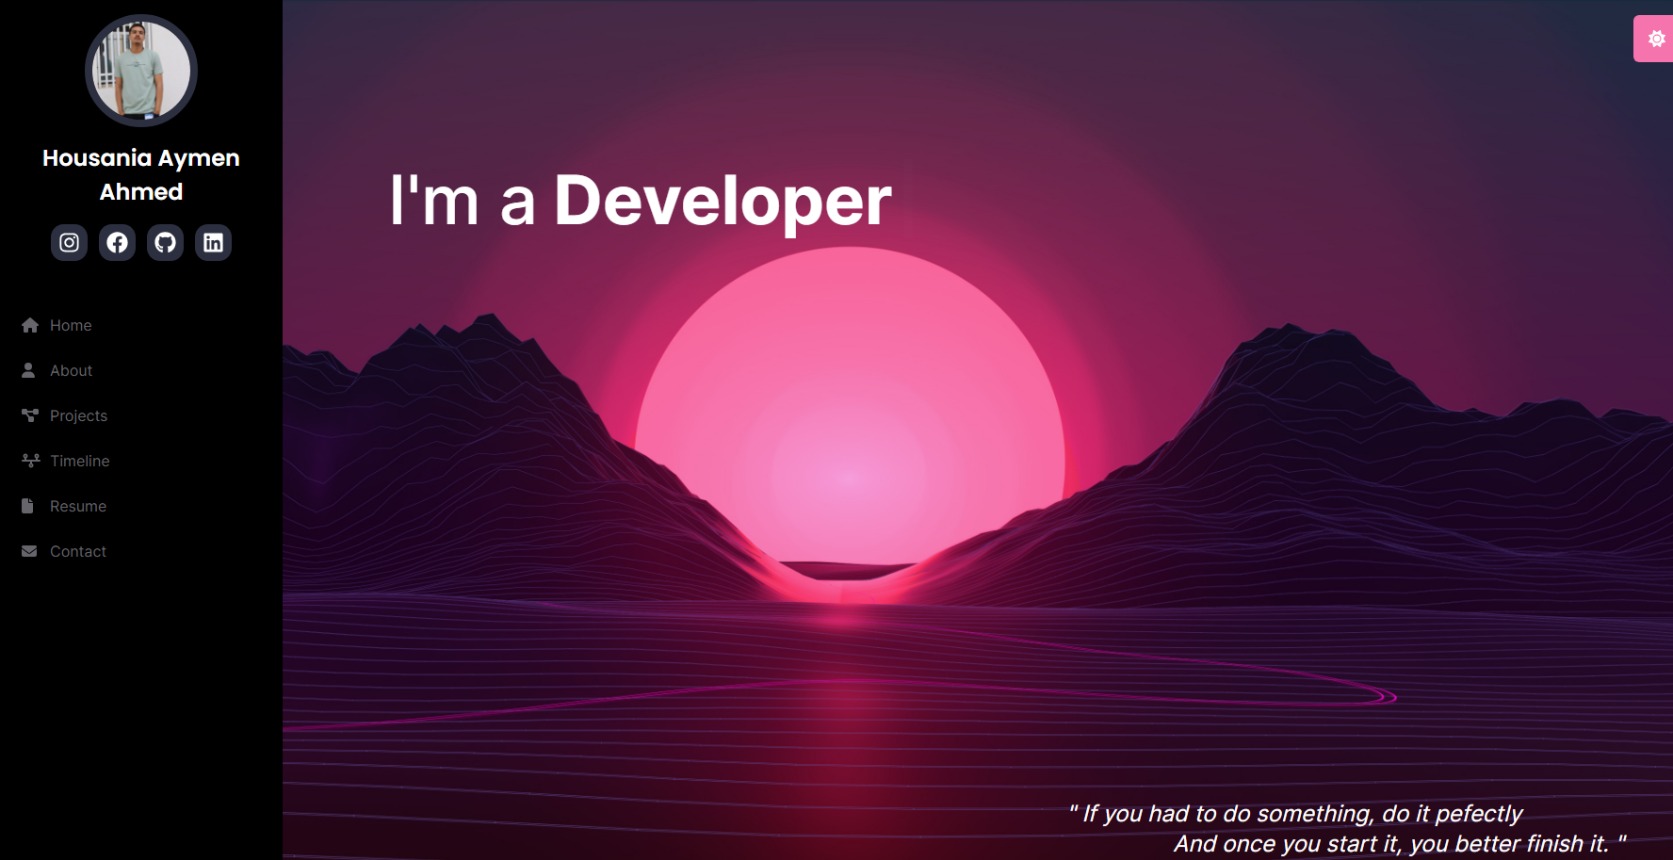 Housania Aymen
Ahmed
Home
About
Projects
Timeline
Resume
Contact
I'm a Developer
" If you had to do something, do it pefectly
And once you start it, you better finish it. "